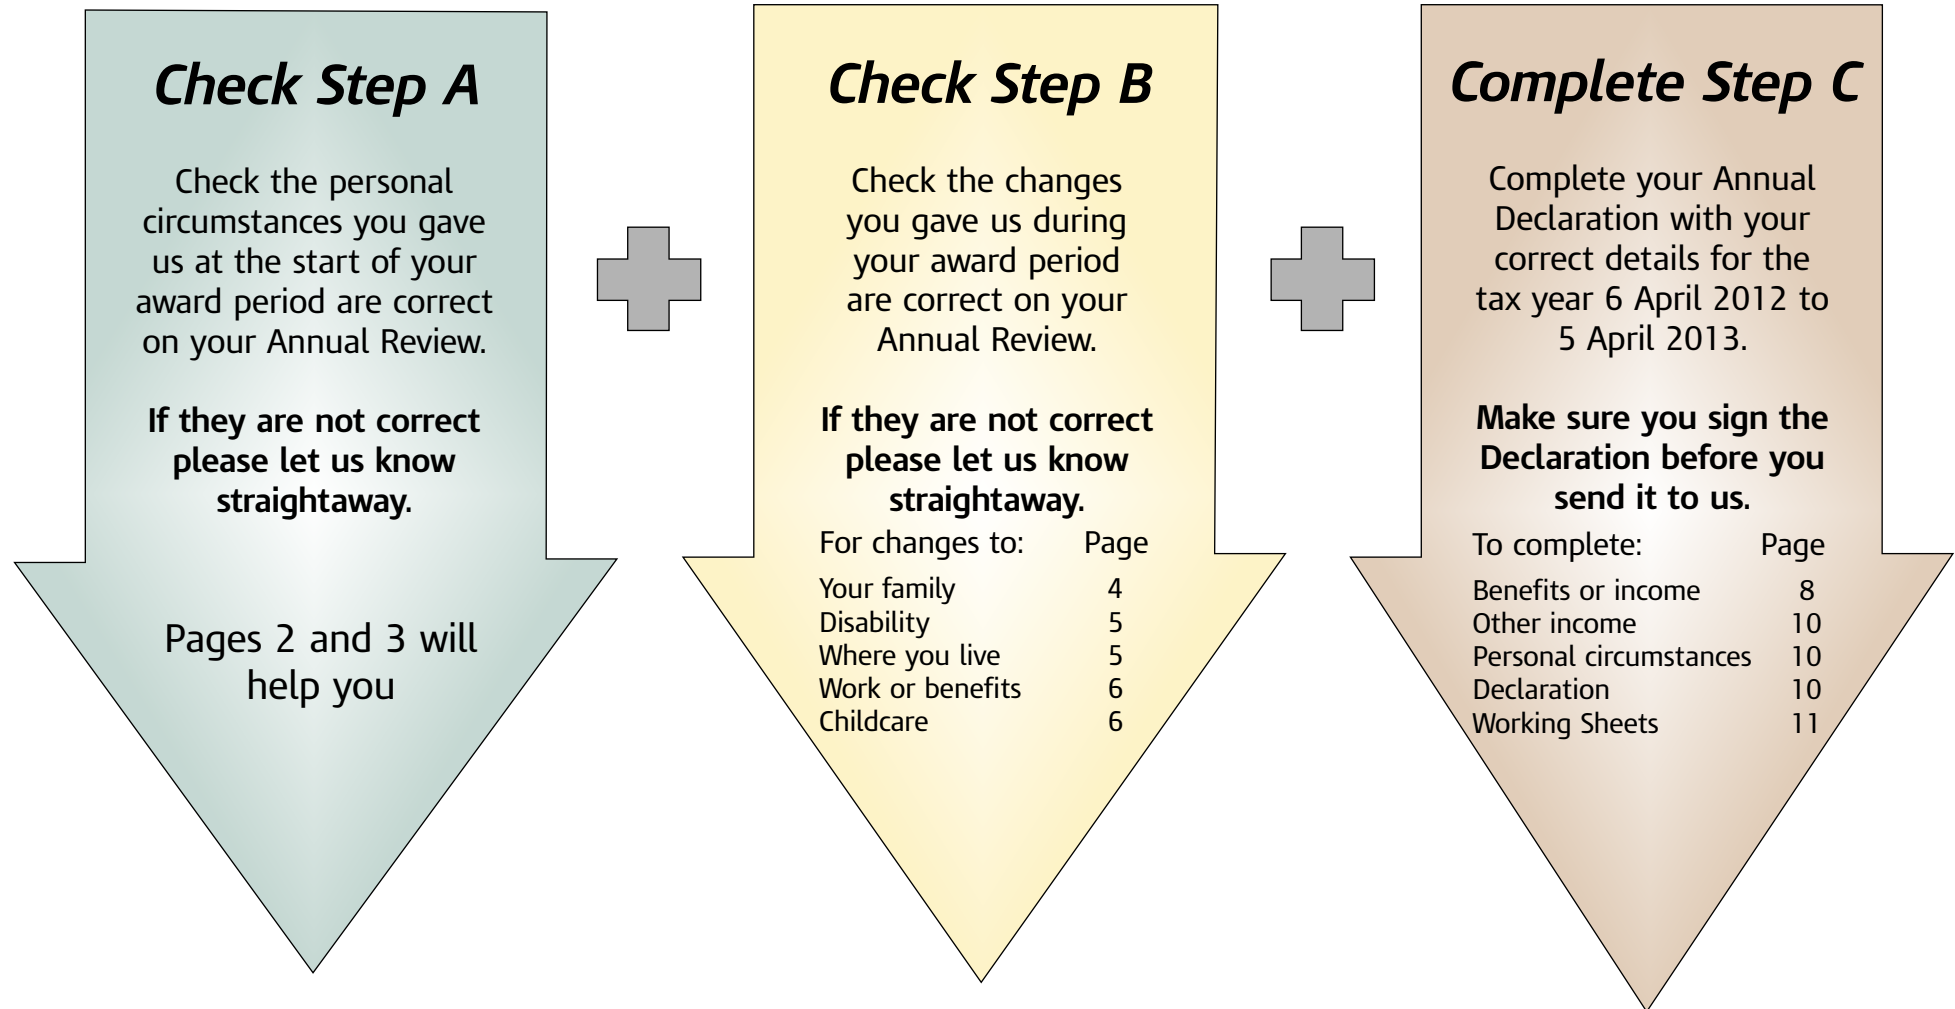 Check Step A
Check the personal
circumstances you gave
us at the start of your
award period are correct
on your Annual Review.
If they are not correct
please let us know
straightaway.
Pages 2 and 3 will
help you
Check Step B
Check the changes
you gave us during
your award period
are correct on your
Annual Review.
If they are not correct
please let us know
straightaway.
For changes to: Page
Your family 4
Disability 5
Where you live 5
Work or benefits 6
Childcare 6
Complete Step C
Complete your Annual
Declaration with your
correct details for the
tax year 6 April 2012 to
5 April 2013.
Make sure you sign the
Declaration before you
send it to us.
To complete: Page
Benefits or income 8
Other income 10
Personal circumstances 10
Declaration 10
Working Sheets 11